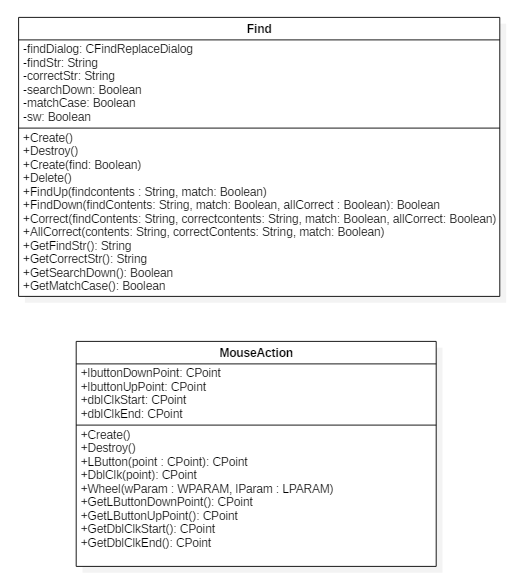 Find
-findDialog: CFindReplaceDialog
-findStr: String
-correctStr: String
-searchDown: Boolean
-matchCase: Boolean
-sw: Boolean
+Create()
+Destroy()
+Create(find: Boolean)
+Delete()
+FindUp(findcontents : String, match: Boolean)
+FindDown(findContents: String, match: Boolean, allCorrect : Boolean): Boolean
+Correct(findContents: String, correctcontents: String, match: Boolean, allCorrect: Boolean)
+AllCorrect(contents: String, correctContents: String, match: Boolean)
+GetFindStr(): String
+GetCorrectStr(): String
+GetSearchDown(): Boolean
+GetMatchCase(): Boolean
MouseAction
+lbuttonDownPoint: CPoint
+lbuttonUpPoint: CPoint
+dblClkStart: CPoint
+dblClkEnd: CPoint
+Create()
+Destroy()
+LButton(point : CPoint): CPoint
+DblClk(point): CPoint
+Wheel(wParam : WPARAM, lParam : LPARAM)
+GetLButtonDownPoint(): CPoint
+GetLButtonUpPoint(): CPoint
+GetDblClkStart(): CPoint
+GetDblClkEnd(): CPoint